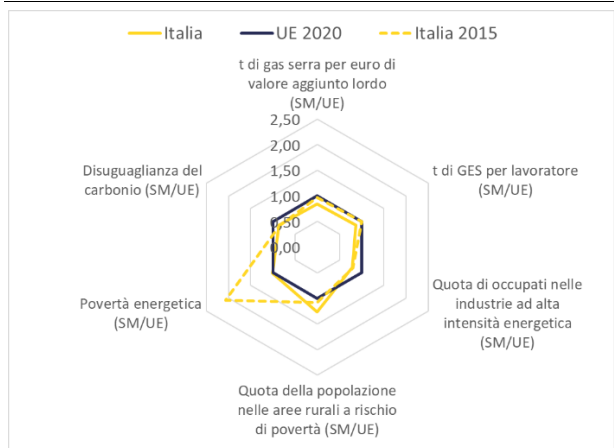 Italia
UE 2020
Italia 2015
t di gas serra per euro di
valore aggiunto lordo
(SM/UE)
2,50
2,00
1,50
1,00
0,50
0,00
Disuguaglianza del
carbonio (SM/UE)
t di GES per lavoratore
(SM/UE)
Povertà energetica
(SM/UE)
Quota di occupati nelle
industrie ad alta
intensità energetica
(SM/UE)
Quota della popolazione
nelle aree rurali a rischio
di povertà (SM/UE)